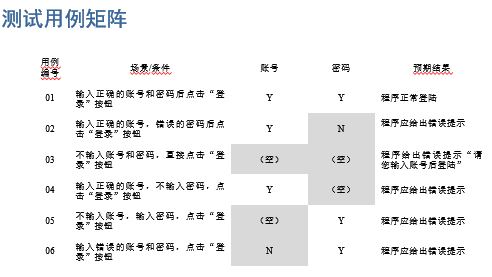 测试用例矩阵
用例
编号
场景/条件
账号
密码
预期结果
01
输入正确的账号和密码后点击“登
录”按钮
Y
Y
程序正常登陆
02
输入正确的账号，错误的密码后点
击“登录”按钮
Y
N
程序应给出错误提示
03
不输入账号和密码，直接点击“登
录”按钮
（空）
（空）
程序给出错误提示“请
您输入账号后登陆”
04
输入正确的账号，不输入密码，点
击“登录”按钮
Y
（空）
程序应给出错误提示
05
不输入账号，输入密码，点击“登
录”按钮
（空）
Y
程序应给出错误提示
06
输入错误的账号和密码，点击“登
录”按钮
N
Y
程序应给出错误提示